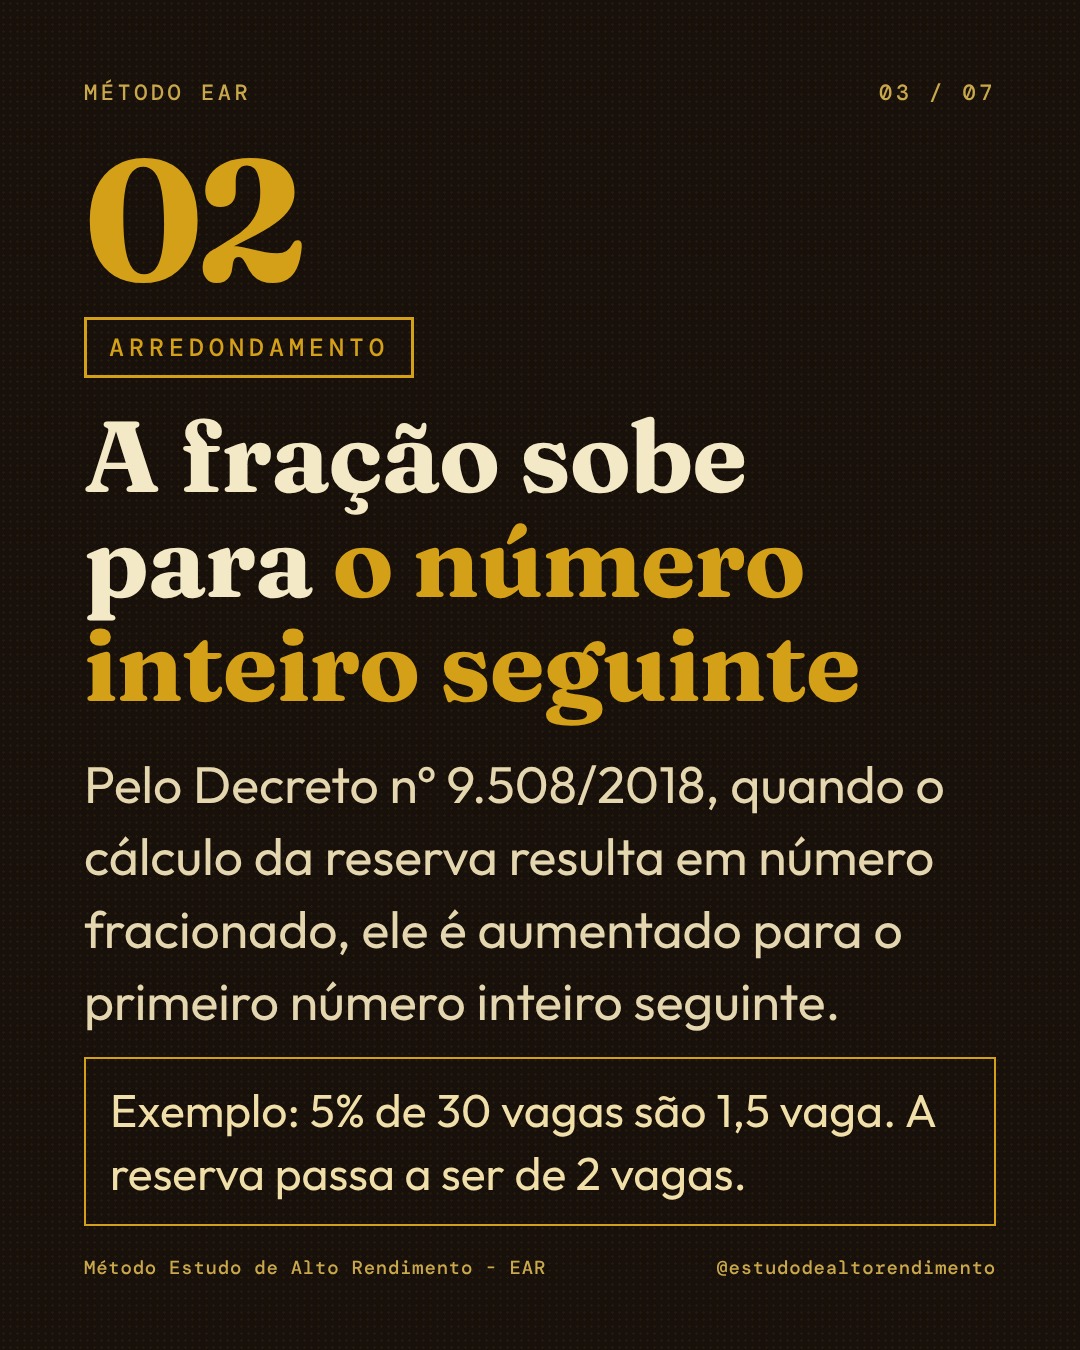 MÉTODO EAR
03 / 07
02
ARREDONDAMENTO
A fração sobe
para o número
inteiro seguinte
Pelo Decreto nº 9.508/2018, quando o
cálculo da reserva resulta em número
fracionado, ele é aumentado para o
primeiro número inteiro seguinte.
Exemplo: 5% de 30 vagas são 1,5 vaga. A
reserva passa a ser de 2 vagas.
Método Estudo de Alto Rendimento - EAR
@estudodealtorendimento